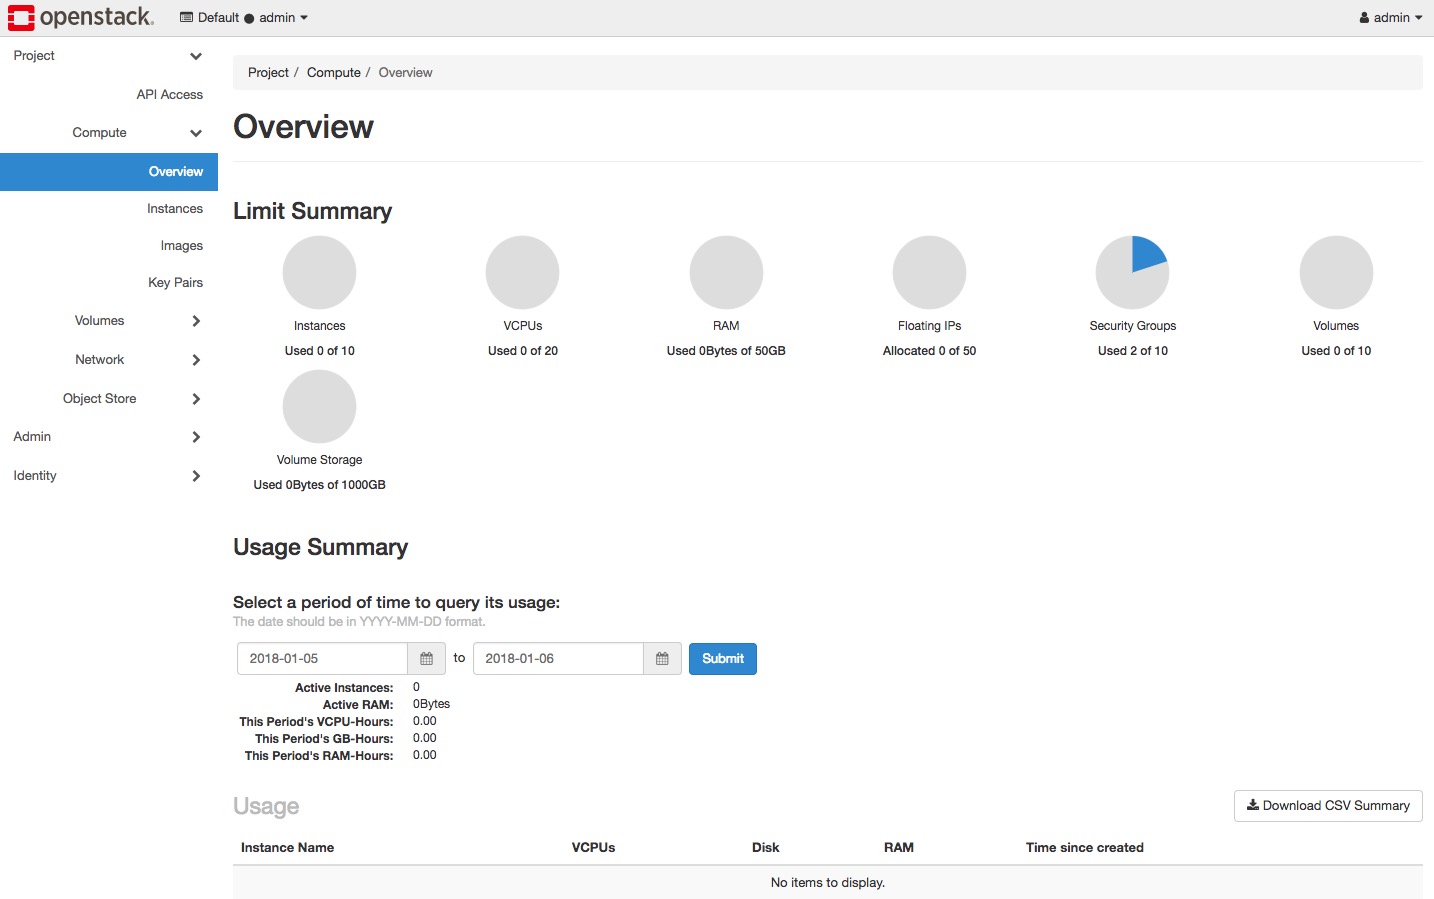 openstack.
Default ● admin
admin
Project
API Access
Compute
Overview
Instances
Images
Key Pairs
Volumes
Network
Object Store
Admin
Identity
Project / Compute / Overview
Overview
Limit Summary
Instances
Used 0 of 10
VCPUs
Used 0 of 20
RAM
Used 0Bytes of 50GB
Floating IPs
Allocated 0 of 50
Security Groups
Used 2 of 10
Volumes
Used 0 of 10
Volume Storage
Used 0Bytes of 1000GB
Usage Summary
Select a period of time to query its usage:
The date should be in YYYY-MM-DD format.
2018-01-05 to 2018-01-06 Submit
Active Instances: 0
Active RAM: 0Bytes
This Period's VCPU-Hours: 0.00
This Period's GB-Hours: 0.00
This Period's RAM-Hours: 0.00
Usage
Download CSV Summary
Instance Name VCPUs Disk RAM Time since created
No items to display.